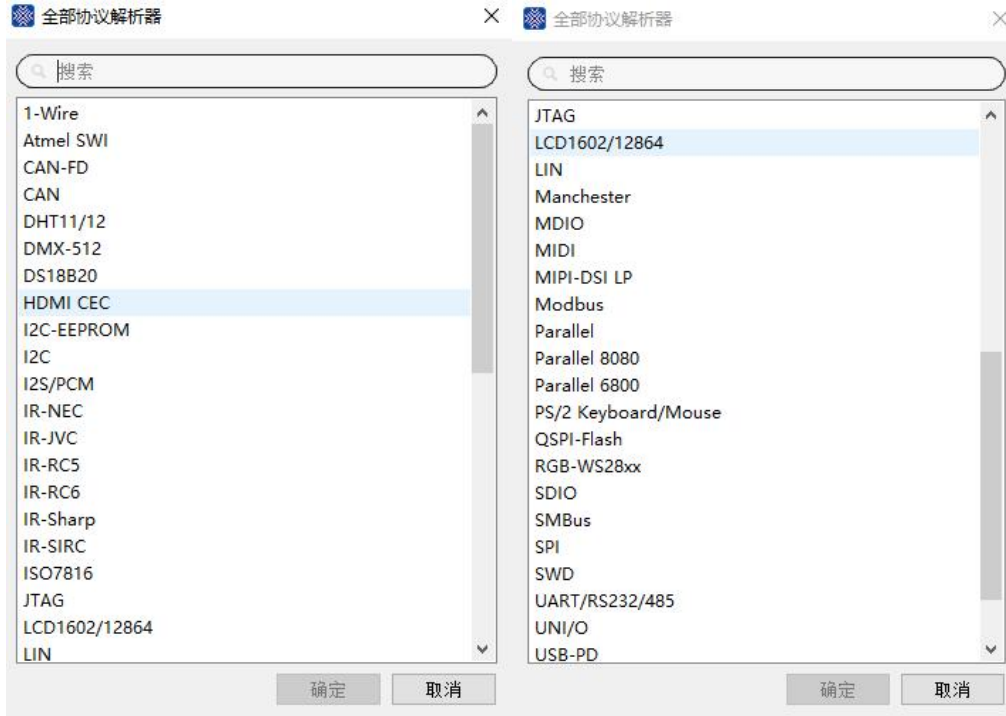 全部协议解析器
搜索
1-Wire
Atmel SWI
CAN-FD
CAN
DHT11/12
DMX-512
DS18B20
HDMI CEC
I2C-EEPROM
I2C
I2S/PCM
IR-NEC
IR-JVC
IR-RC5
IR-RC6
IR-Sharp
IR-SIRC
ISO7816
JTAG
LCD1602/12864
LIN
确定
取消
全部协议解析器
搜索
JTAG
LCD1602/12864
LIN
Manchester
MDIO
MIDI
MIPI-DSI LP
Modbus
Parallel
Parallel 8080
Parallel 6800
PS/2 Keyboard/Mouse
QSPI-Flash
RGB-WS28xx
SDIO
SMBus
SPI
SWD
UART/RS232/485
UNI/O
USB-PD
确定
取消